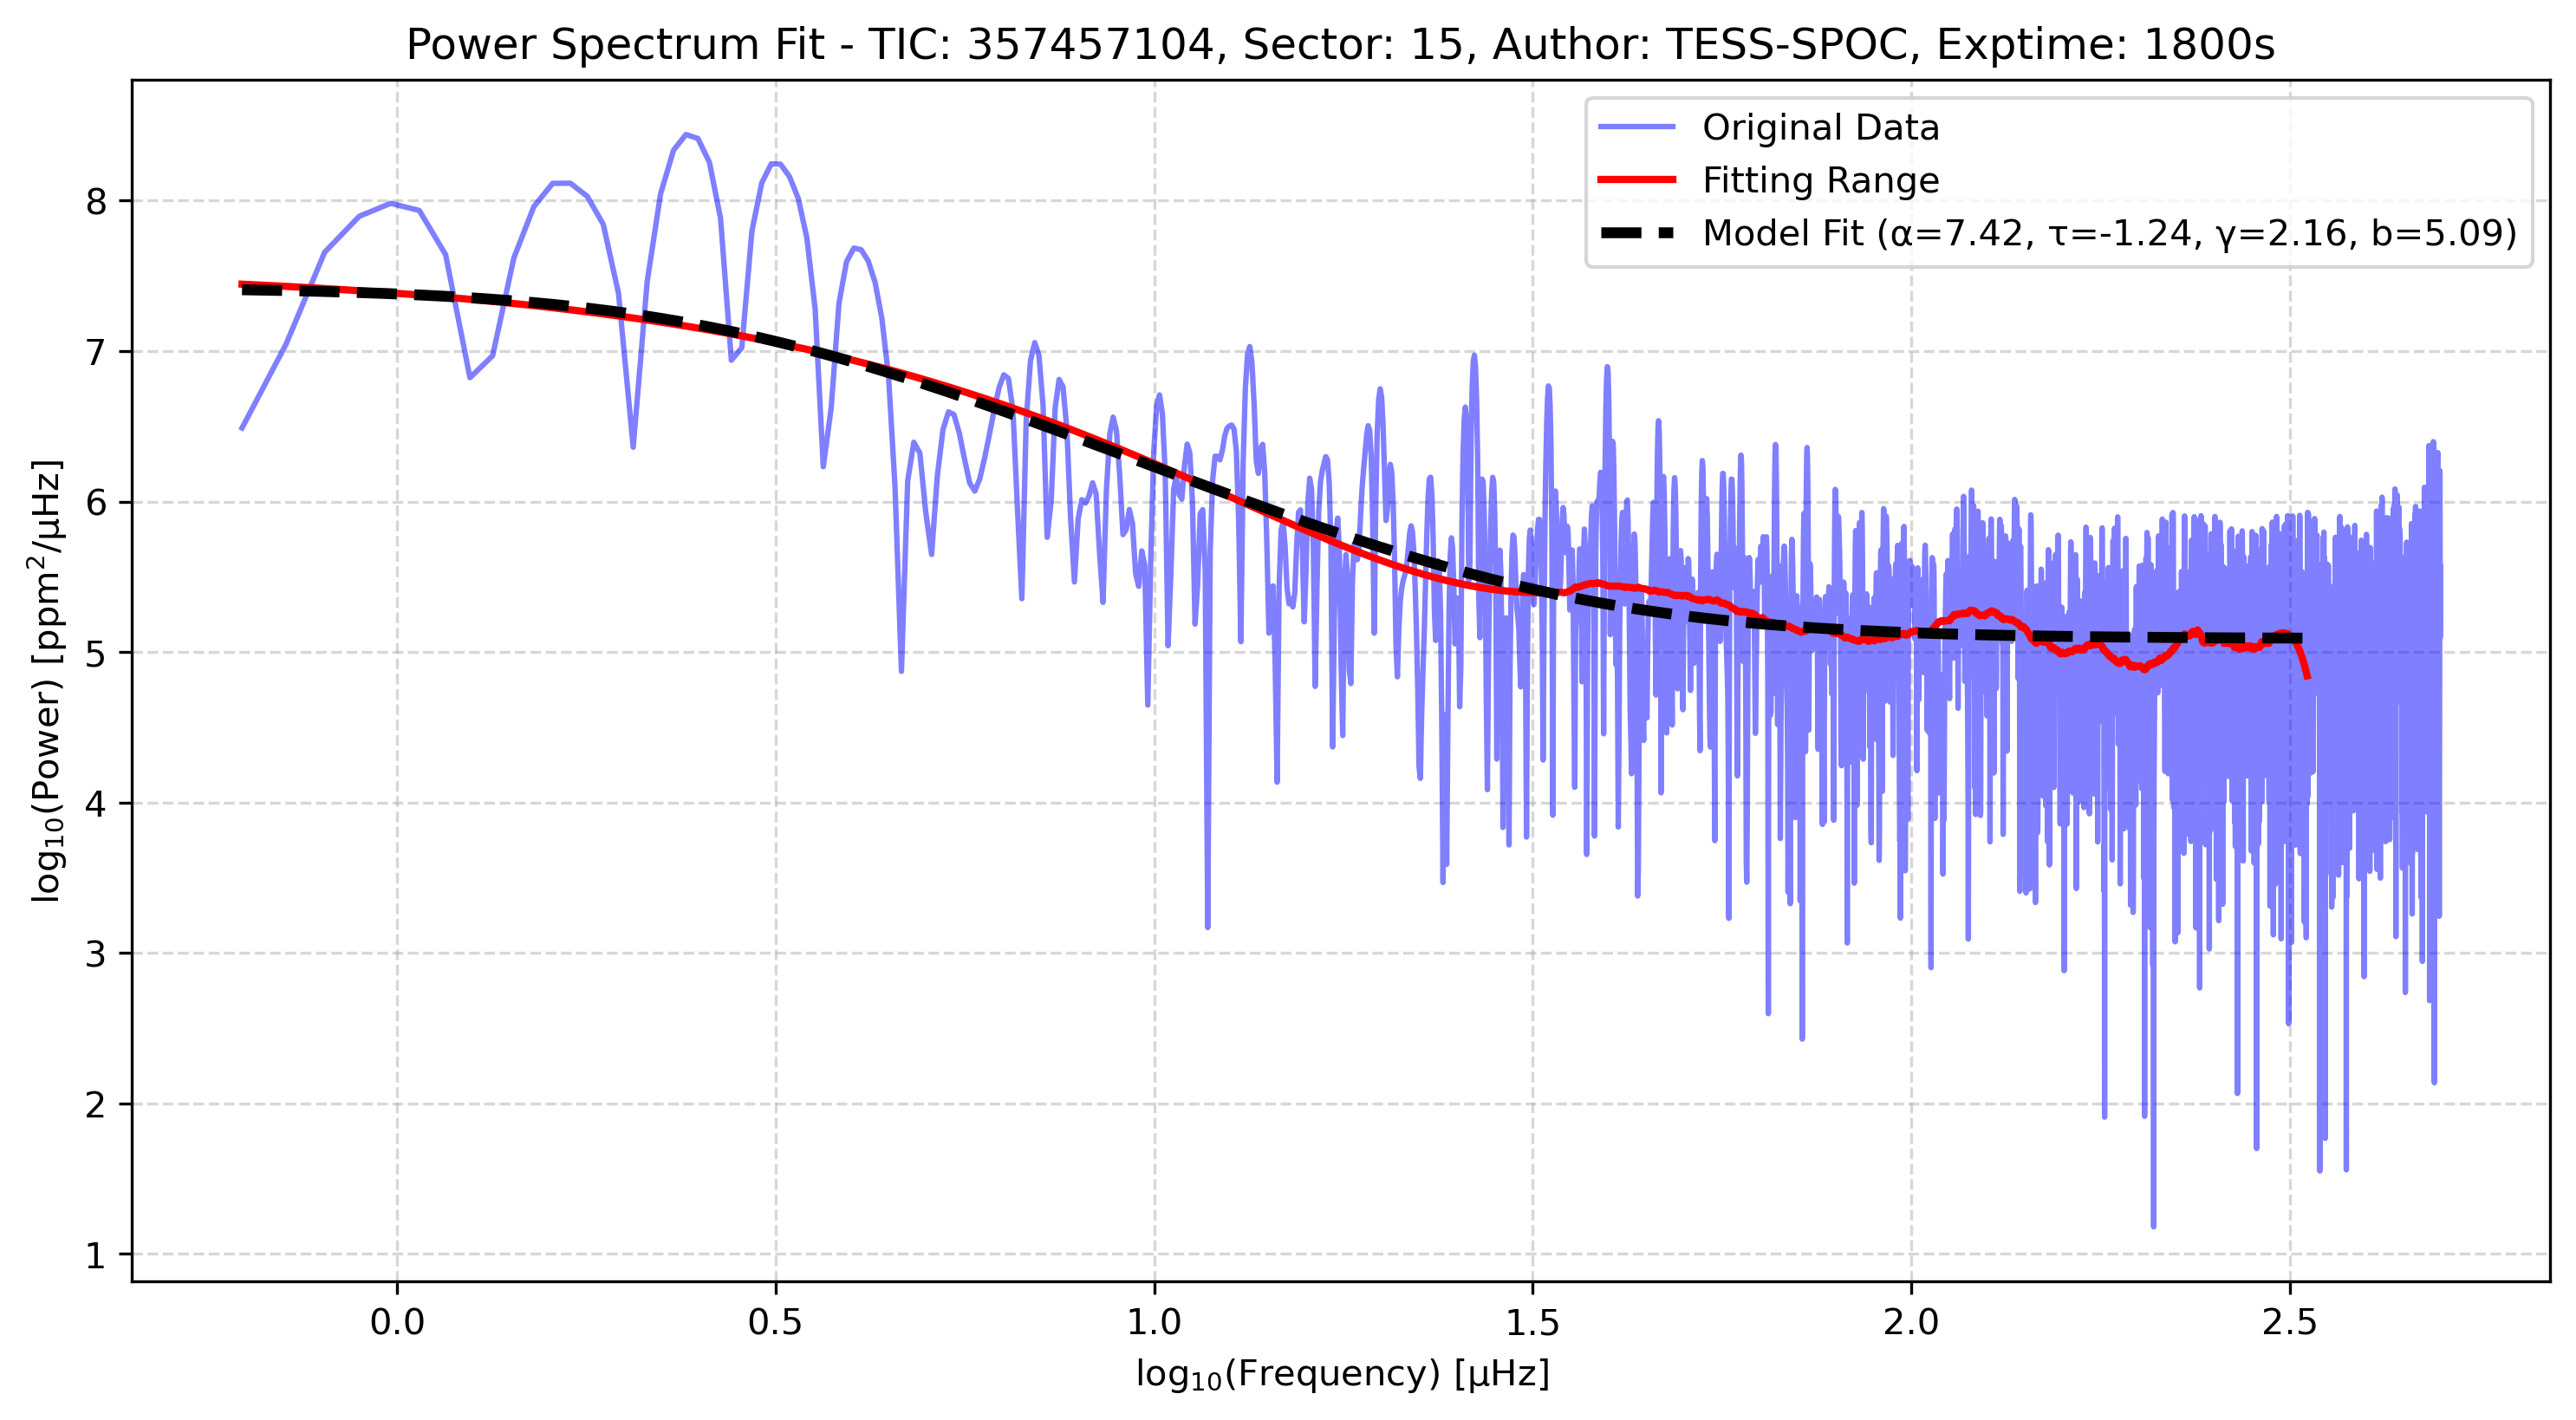 Power Spectrum Fit - TIC: 357457104, Sector: 15, Author: TESS-SPOC, Exptime: 1800s
Original Data
Fitting Range
Model Fit (α=7.42, τ=-1.24, γ=2.16, b=5.09)
log₁₀(Power) [ppm²/μHz]
8
7
6
5
4
3
2
1
0.0 0.5 1.0 1.5 2.0 2.5
log₁₀(Frequency) [μHz]